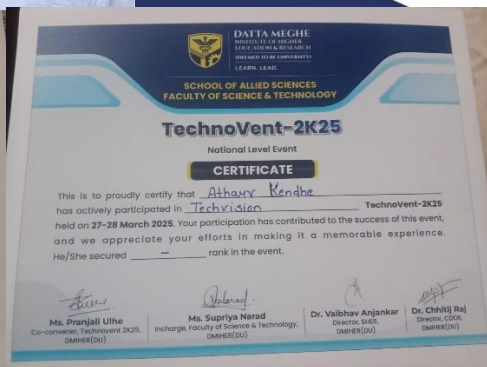 DATTA MEGHE
INSTITUTE OF HIGHER
EDUCATION & RESEARCH
(DEEMED TO BE UNIVERSITY)
LEARN. LEAD.
SCHOOL OF ALLIED SCIENCES
FACULTY OF SCIENCE & TECHNOLOGY
TechnoVent-2K25
National Level Event
CERTIFICATE
This is to proudly certify that Atharv Kendhe
has actively participated in Techvision TechnoVent-2K25
held on 27-28 March 2025. Your participation has contributed to the success of this event,
and we appreciate your efforts in making it a memorable experience.
He/She secured - rank in the event.
Ms. Pranjali Ulhe
Co-convener, Technovent 2K25,
DMIHER(DU)
Ms. Supriya Narad
Incharge, Faculty of Science & Technology,
DMIHER(DU)
Dr. Vaibhav Anjankar
Director, SHER,
DMIHER(DU)
Dr. Chhitij Raj
Director, CDOE,
DMIHER(DU)